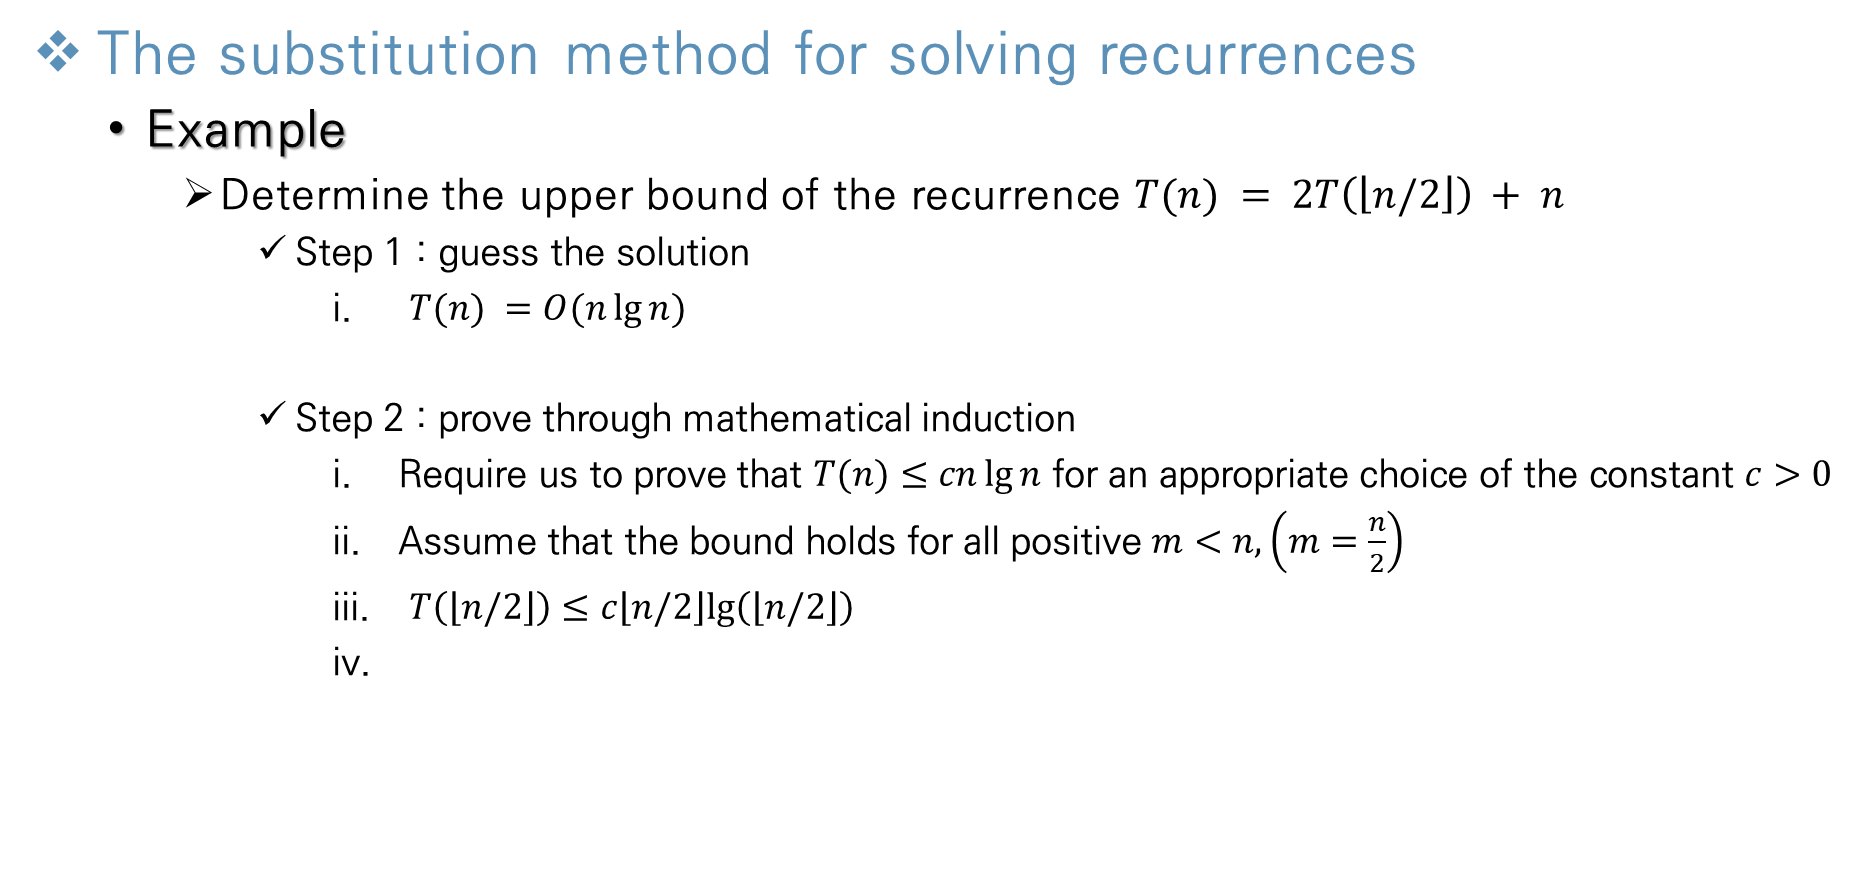 ❖ The substitution method for solving recurrences
• Example
➢ Determine the upper bound of the recurrence T(n) = 2T(⌊n/2⌋) + n
✓ Step 1 : guess the solution
i. T(n) = O(n lg n)
✓ Step 2 : prove through mathematical induction
i. Require us to prove that T(n) ≤ cn lg n for an appropriate choice of the constant c > 0
ii. Assume that the bound holds for all positive m < n, (m = n/2)
iii. T(⌊n/2⌋) ≤ c⌊n/2⌋lg(⌊n/2⌋)
iv.